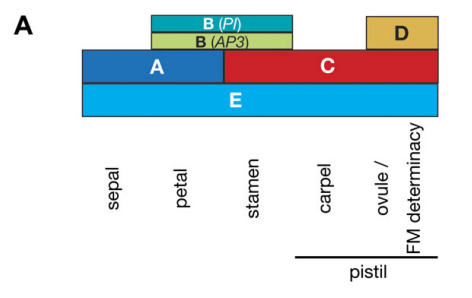 A
B (PI)
B (AP3)
D
A
C
E
sepal
petal
stamen
carpel
ovule /
FM determinacy
pistil